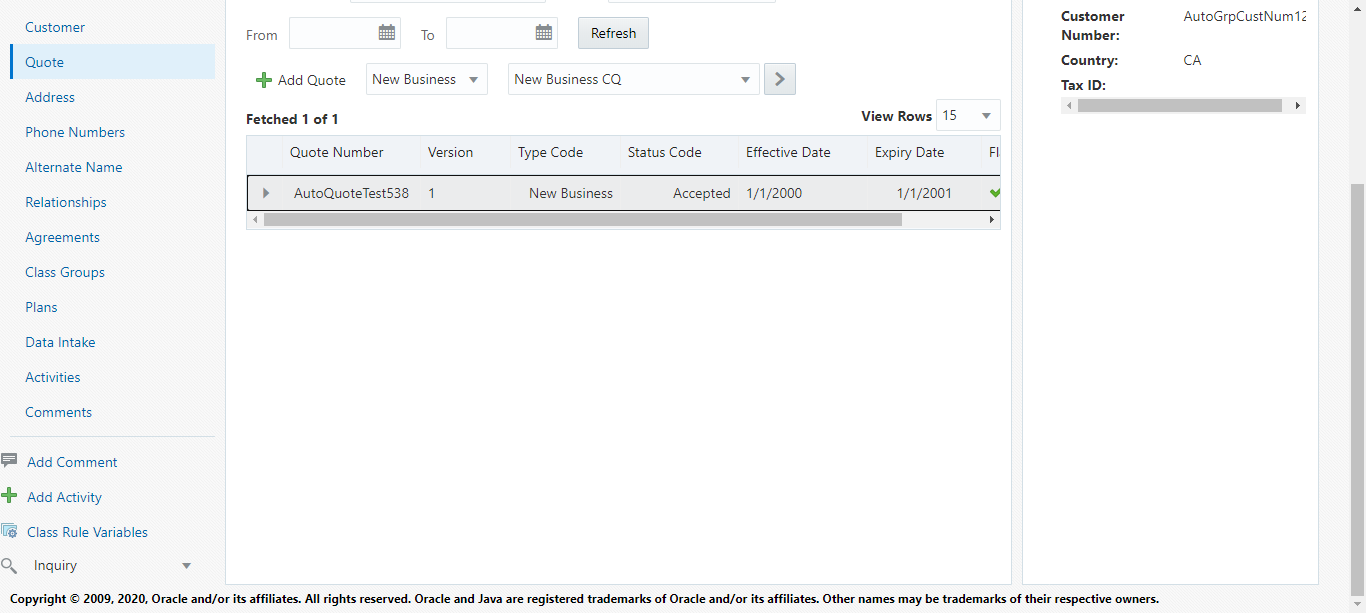 Customer
Quote
Address
Phone Numbers
Alternate Name
Relationships
Agreements
Class Groups
Plans
Data Intake
Activities
Comments
Add Comment
Add Activity
Class Rule Variables
Inquiry
From To Refresh
Add Quote New Business New Business CQ
Fetched 1 of 1 View Rows 15
Quote Number Version Type Code Status Code Effective Date Expiry Date
AutoQuoteTest538 1 New Business Accepted 1/1/2000 1/1/2001
Customer Number: AutoGrpCustNum12
Country: CA
Tax ID:
Copyright © 2009, 2020, Oracle and/or its affiliates. All rights reserved. Oracle and Java are registered trademarks of Oracle and/or its affiliates. Other names may be trademarks of their respective owners.